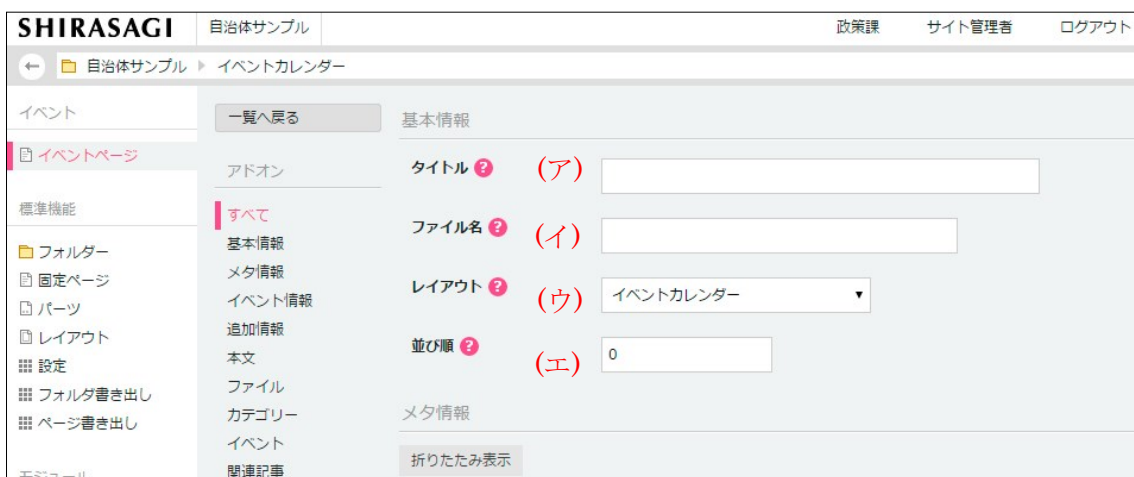 SHIRASAGI 自治体サンプル 政策課 サイト管理者 ログアウト
← 自治体サンプル イベントカレンダー
イベント
イベントページ
標準機能
フォルダー
固定ページ
パーツ
レイアウト
設定
フォルダ書き出し
ページ書き出し
モジュール
一覧へ戻る
アドオン
すべて
基本情報
メタ情報
イベント情報
追加情報
本文
ファイル
カテゴリー
イベント
関連記事
基本情報
タイトル ? (ア)
ファイル名 ? (イ)
レイアウト ? (ウ) イベントカレンダー ▼
並び順 ? (エ) 0
メタ情報
折りたたみ表示